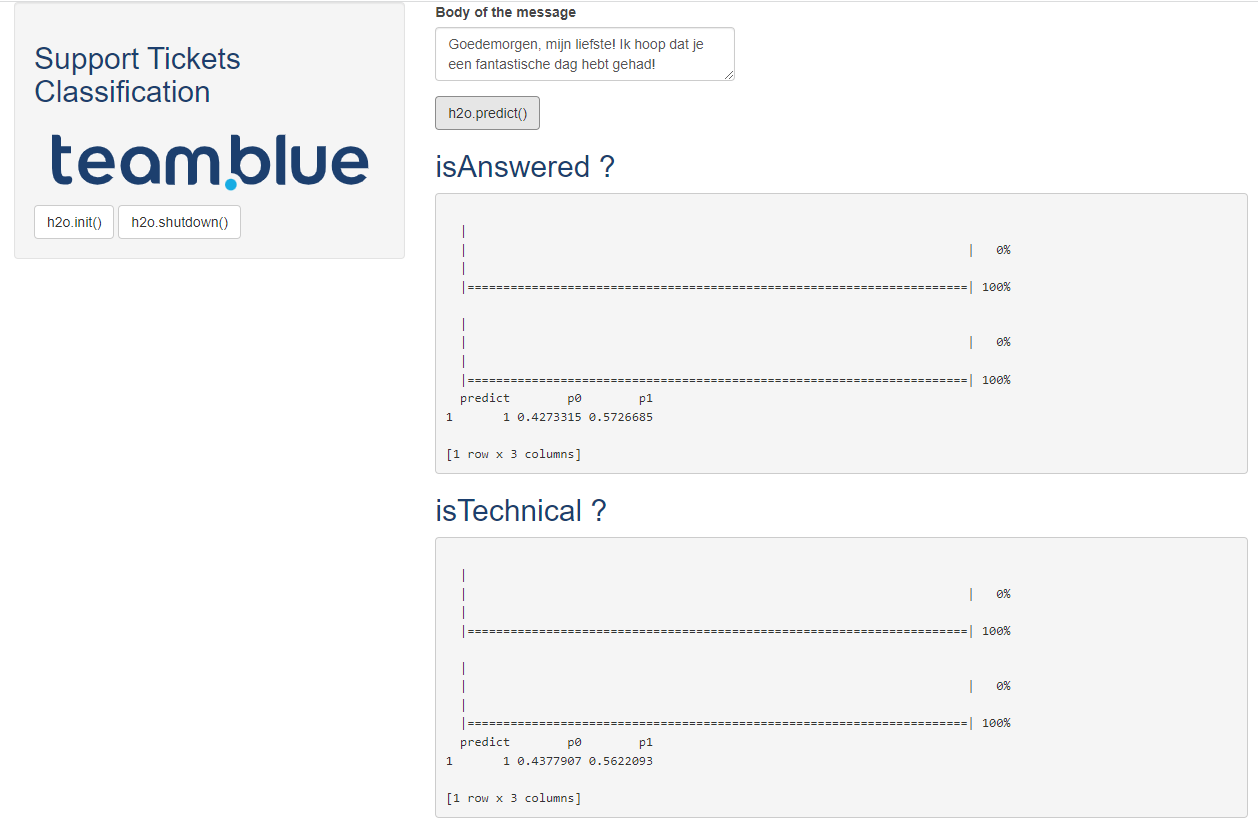 Support Tickets
Classification
team.blue
h2o.init() h2o.shutdown()
Body of the message
Goedemorgen, mijn liefste! Ik hoop dat je
een fantastische dag hebt gehad!
h2o.predict()
isAnswered ?
|
|                                                                      |   0%
|
|======================================================================| 100%
|
|                                                                      |   0%
|
|======================================================================| 100%
  predict        p0        p1
1       1 0.4273315 0.5726685
[1 row x 3 columns]
isTechnical ?
|
|                                                                      |   0%
|
|======================================================================| 100%
|
|                                                                      |   0%
|
|======================================================================| 100%
  predict        p0        p1
1       1 0.4377907 0.5622093
[1 row x 3 columns]